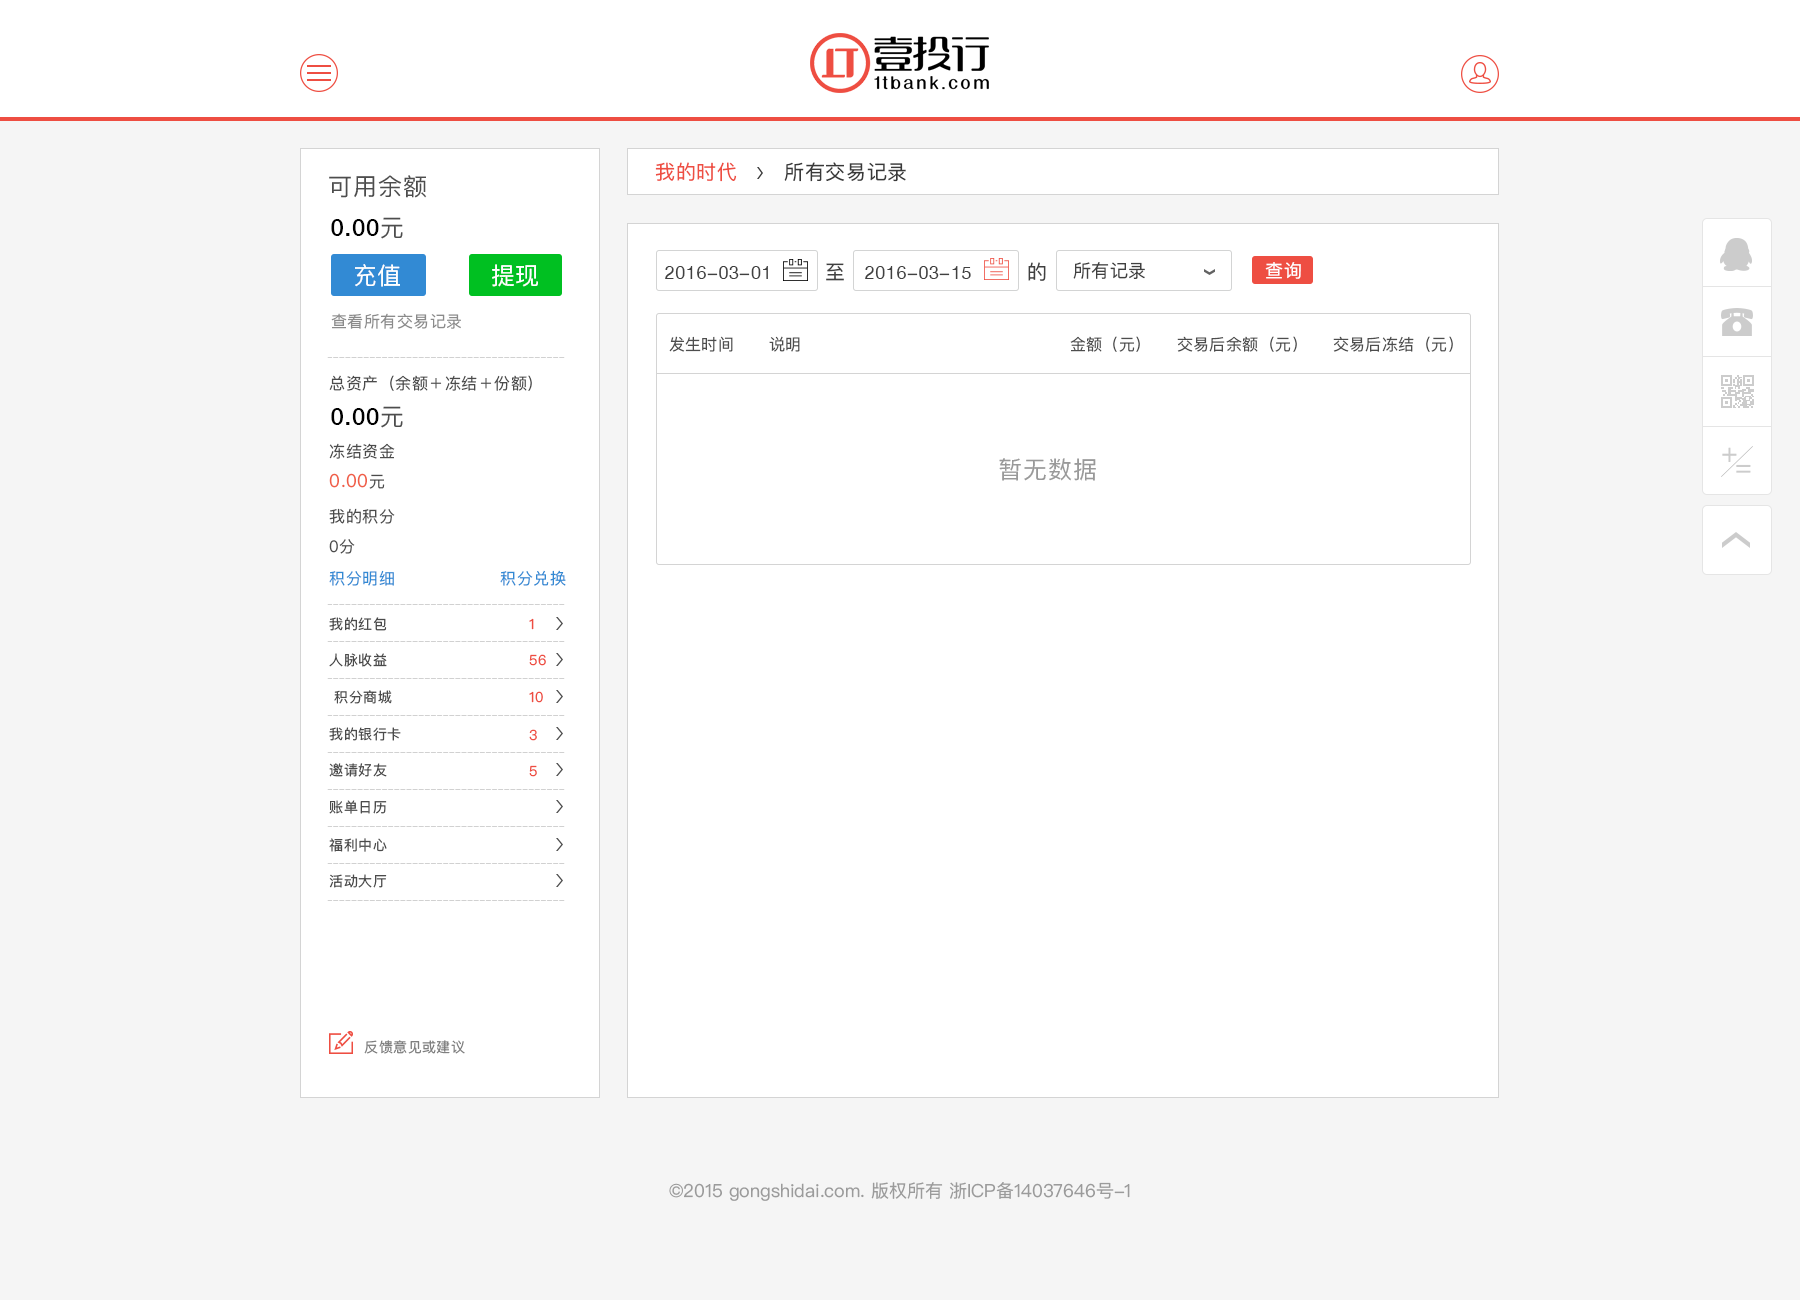 壹投行
1tbank.com
可用余额
0.00元
充值 提现
查看所有交易记录
总资产（余额+冻结+份额）
0.00元
冻结资金
0.00元
我的积分
0分
积分明细 积分兑换
我的红包 1
人脉收益 56
积分商城 10
我的银行卡 3
邀请好友 5
账单日历
福利中心
活动大厅
反馈意见或建议
我的时代 > 所有交易记录
2016-03-01 至 2016-03-15 的 所有记录 查询
发生时间 说明 金额（元） 交易后余额（元） 交易后冻结（元）
暂无数据
©2015 gongshidai.com. 版权所有 浙ICP备14037646号-1